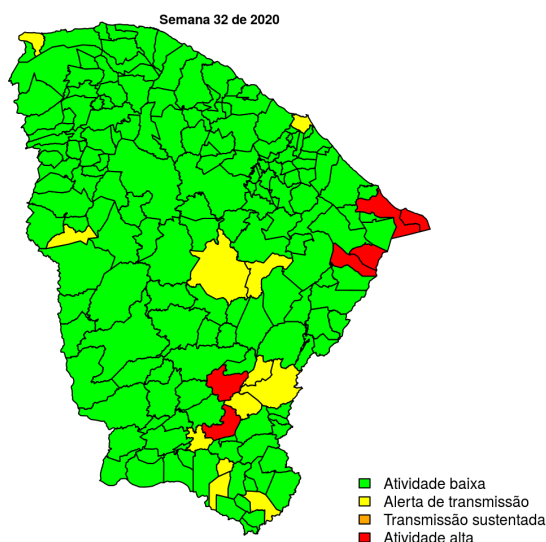 Semana 32 de 2020
Atividade baixa
Alerta de transmissão
Transmissão sustentada
Atividade alta